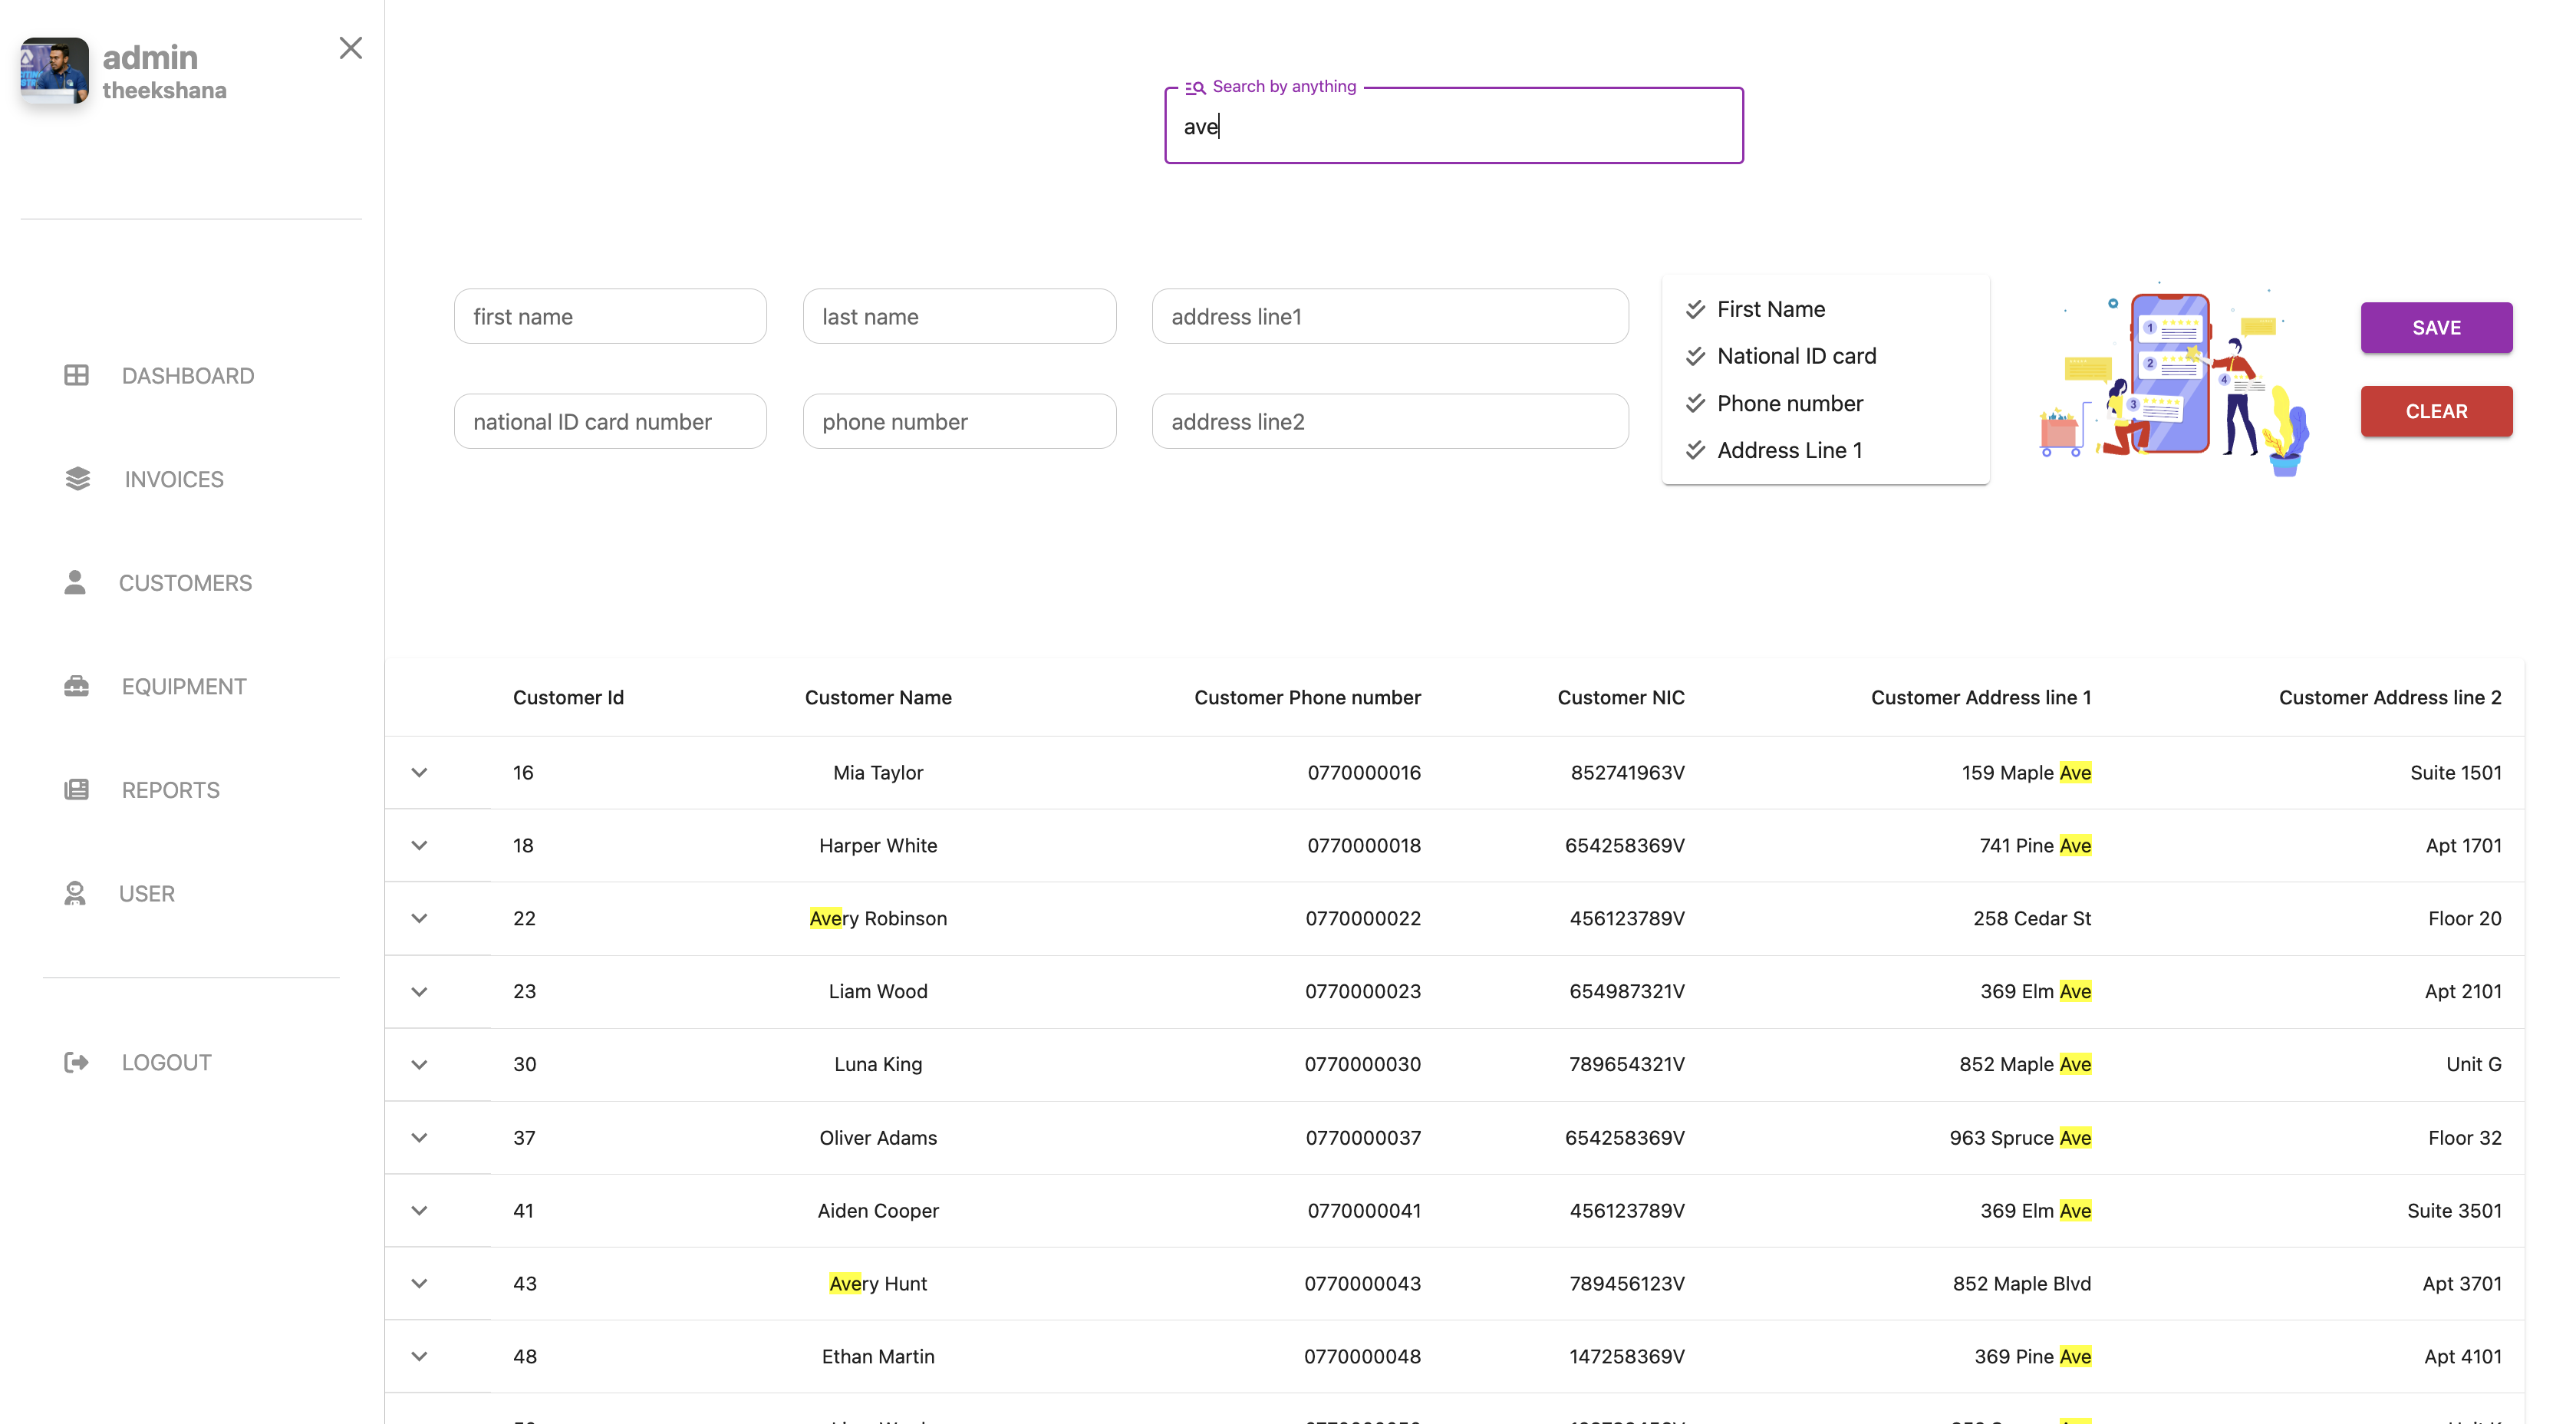 admin
theekshana
Search by anything
ave
first name
last name
address line1
national ID card number
phone number
address line2
First Name
National ID card
Phone number
Address Line 1
1
2
3
4
SAVE
CLEAR
DASHBOARD
INVOICES
CUSTOMERS
EQUIPMENT
REPORTS
USER
LOGOUT
Customer Id Customer Name Customer Phone number Customer NIC Customer Address line 1 Customer Address line 2
16 Mia Taylor 0770000016 852741963V 159 Maple Ave Suite 1501
18 Harper White 0770000018 654258369V 741 Pine Ave Apt 1701
22 Avery Robinson 0770000022 456123789V 258 Cedar St Floor 20
23 Liam Wood 0770000023 654987321V 369 Elm Ave Apt 2101
30 Luna King 0770000030 789654321V 852 Maple Ave Unit G
37 Oliver Adams 0770000037 654258369V 963 Spruce Ave Floor 32
41 Aiden Cooper 0770000041 456123789V 369 Elm Ave Suite 3501
43 Avery Hunt 0770000043 789456123V 852 Maple Blvd Apt 3701
48 Ethan Martin 0770000048 147258369V 369 Pine Ave Apt 4101